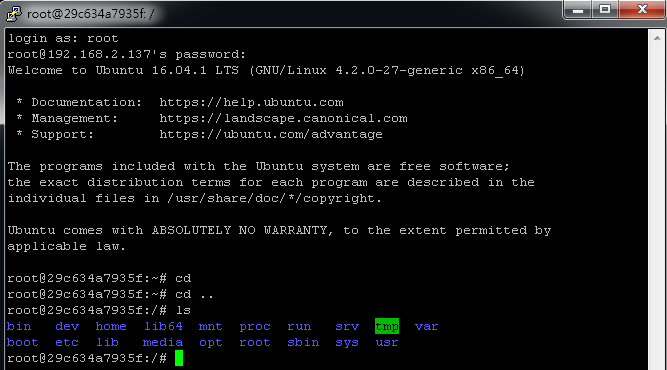 root@29c634a7935f: /
login as: root
root@192.168.2.137's password:
Welcome to Ubuntu 16.04.1 LTS (GNU/Linux 4.2.0-27-generic x86_64)
* Documentation:  https://help.ubuntu.com
* Management:     https://landscape.canonical.com
* Support:        https://ubuntu.com/advantage
The programs included with the Ubuntu system are free software;
the exact distribution terms for each program are described in the
individual files in /usr/share/doc/*/copyright.
Ubuntu comes with ABSOLUTELY NO WARRANTY, to the extent permitted by
applicable law.
root@29c634a7935f:~# cd
root@29c634a7935f:~# cd ..
root@29c634a7935f:/# ls
bin   dev  home  lib64  mnt  proc  run   srv  tmp  var
boot  etc  lib   media  opt  root  sbin  sys  usr
root@29c634a7935f:/#